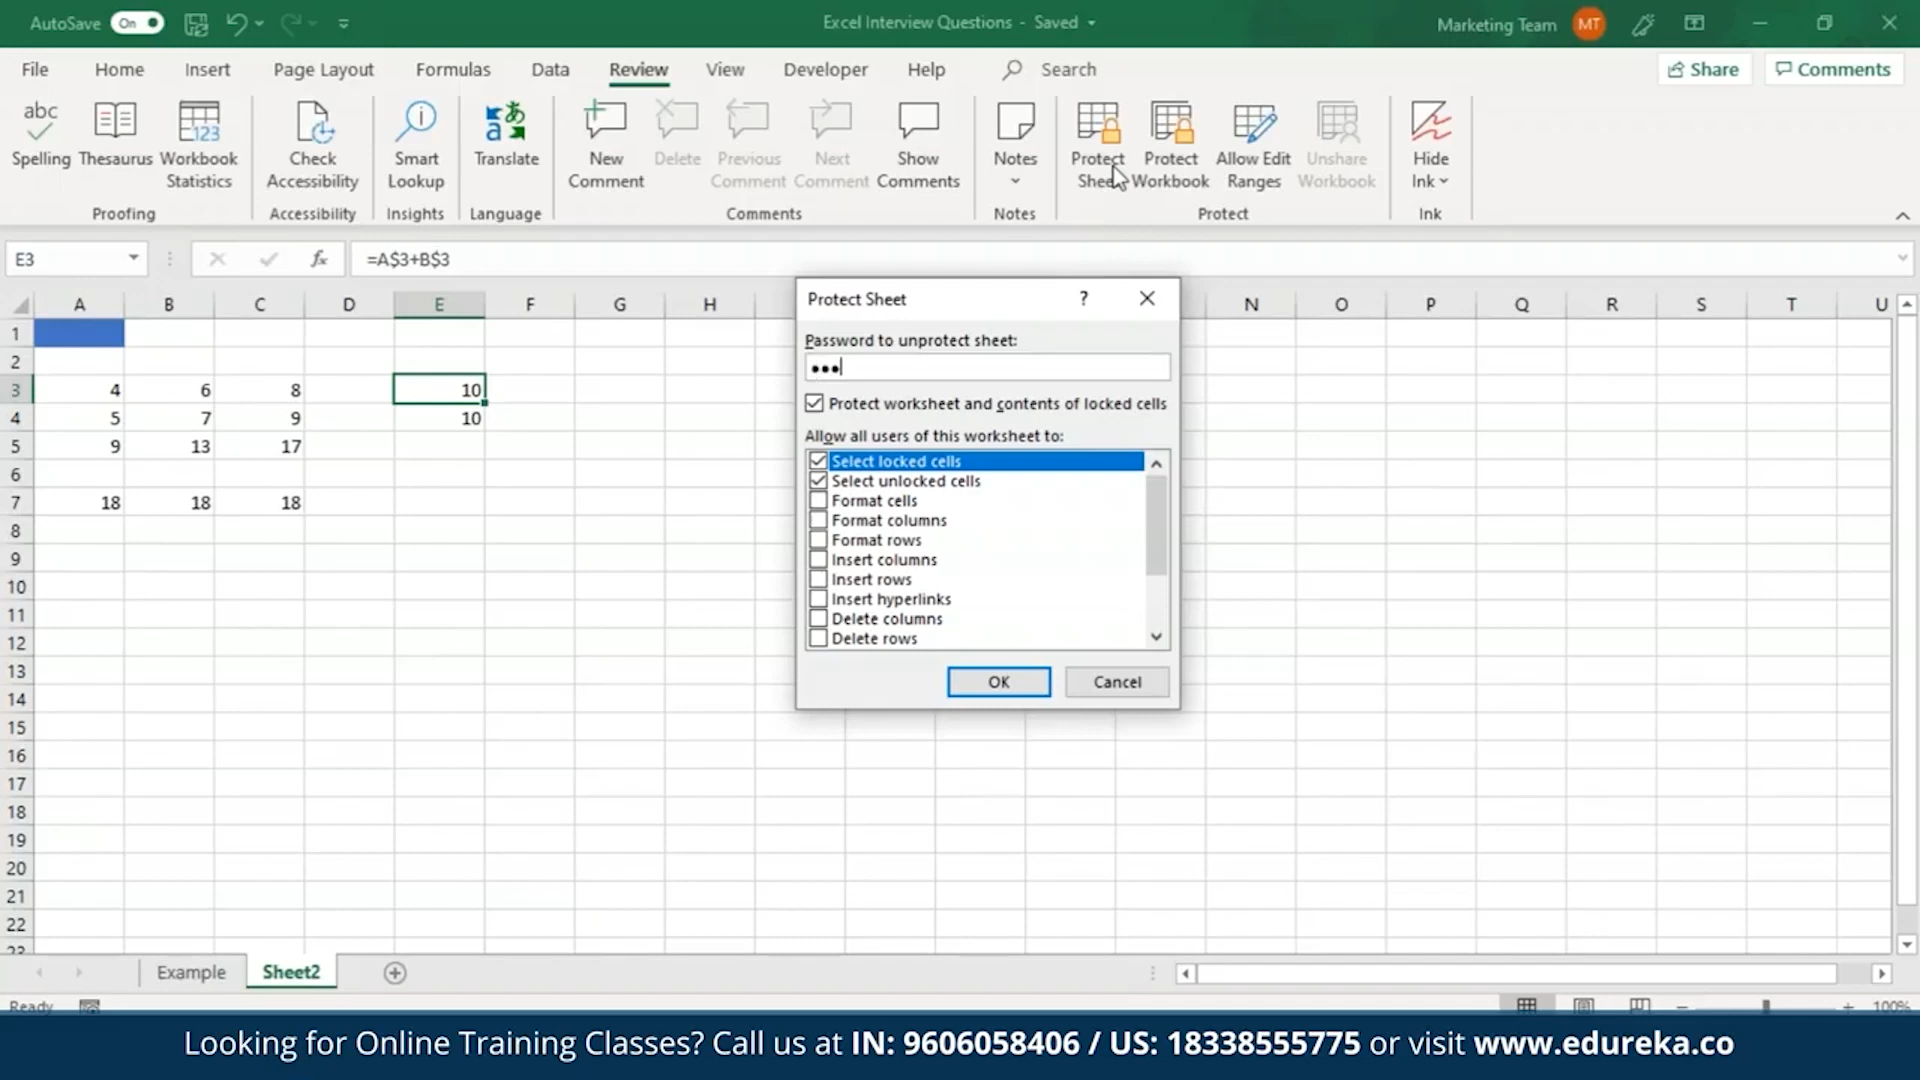 AutoSave On Excel Interview Questions - Saved Marketing Team MT
File Home Insert Page Layout Formulas Data Review View Developer Help Search Share Comments
abc 123
Spelling Thesaurus Workbook Statistics Check Accessibility Smart Lookup Translate New Comment Delete Previous Comment Next Comment Show Comments Notes Protect Sheet Protect Workbook Allow Edit Ranges Unshare Workbook Hide Ink
Proofing Accessibility Insights Language Comments Notes Protect Ink
E3 fx =A$3+B$3
A B C D E F G H N O P Q R S T U
1
2
3 4 6 8 10
4 5 7 9 10
5 9 13 17
6
7 18 18 18
8
9
10
11
12
13
14
15
16
17
18
19
20
21
22
23
Protect Sheet ?
Password to unprotect sheet:
•••
Protect worksheet and contents of locked cells
Allow all users of this worksheet to:
Select locked cells
Select unlocked cells
Format cells
Format columns
Format rows
Insert columns
Insert rows
Insert hyperlinks
Delete columns
Delete rows
OK Cancel
Example Sheet2
Ready 100%
Looking for Online Training Classes? Call us at IN: 9606058406 / US: 18338555775 or visit www.edureka.co